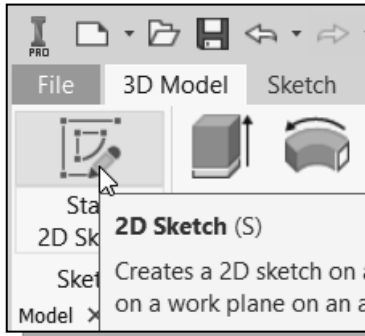 I
PRO
File 3D Model Sketch
Sta
2D Sk
Sket
Model ×
2D Sketch (S)
Creates a 2D sketch on a
on a work plane on an a